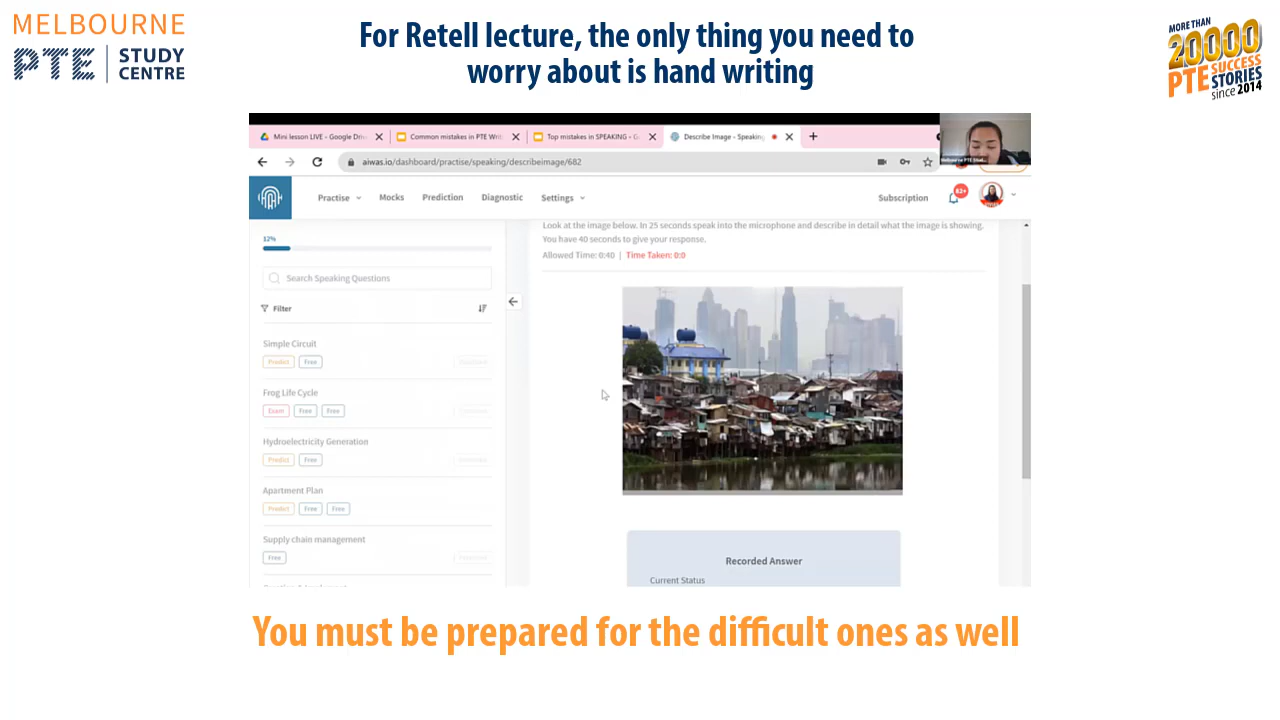 MELBOURNE
PTE STUDY CENTRE
For Retell lecture, the only thing you need to
worry about is hand writing
MORE THAN
20000
PTE SUCCESS
STORIES
since 2014
Mini lesson LIVE - Google Driv
Common mistakes in PTE Writ
Top mistakes in SPEAKING - G
Describe Image - Speaking
aiwas.io/dashboard/practise/speaking/describeimage/682
Melbourne PTE Stud...
Practise
Mocks
Prediction
Diagnostic
Settings
Subscription
82+
12%
Search Speaking Questions
Filter
Simple Circuit
Predict Free
Frog Life Cycle
Exam Free Free
Hydroelectricity Generation
Predict Free
Apartment Plan
Predict Free Free
Supply chain management
Free
Look at the image below. In 25 seconds speak into the microphone and describe in detail what the image is showing.
You have 40 seconds to give your response.
Allowed Time: 0:40 | Time Taken: 0:0
Recorded Answer
Current Status
You must be prepared for the difficult ones as well